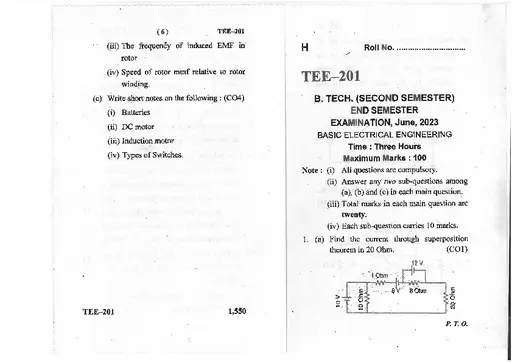 ( 6 ) TEE–201
(iii) The frequency of induced EMF in
rotor
(iv) Speed of rotor mmf relative to rotor
winding.
(c) Write short notes on the following : (CO4)
(i) Batteries
(ii) DC motor
(iii) Induction motor
(iv) Types of Switches.
TEE–201 1,550
H Roll No. ..............................
TEE–201
B. TECH. (SECOND SEMESTER)
END SEMESTER
EXAMINATION, June, 2023
BASIC ELECTRICAL ENGINEERING
Time : Three Hours
Maximum Marks : 100
Note : (i) All questions are compulsory.
(ii) Answer any two sub-questions among
(a), (b) and (c) in each main question.
(iii) Total marks in each main question are
twenty.
(iv) Each sub-question carries 10 marks.
1. (a) Find the current through superposition
theorem in 20 Ohm. (CO1)
12 V
1 Ohm
8 Ohm
10 V
10 Ohm
20 Ohm
P. T. O.